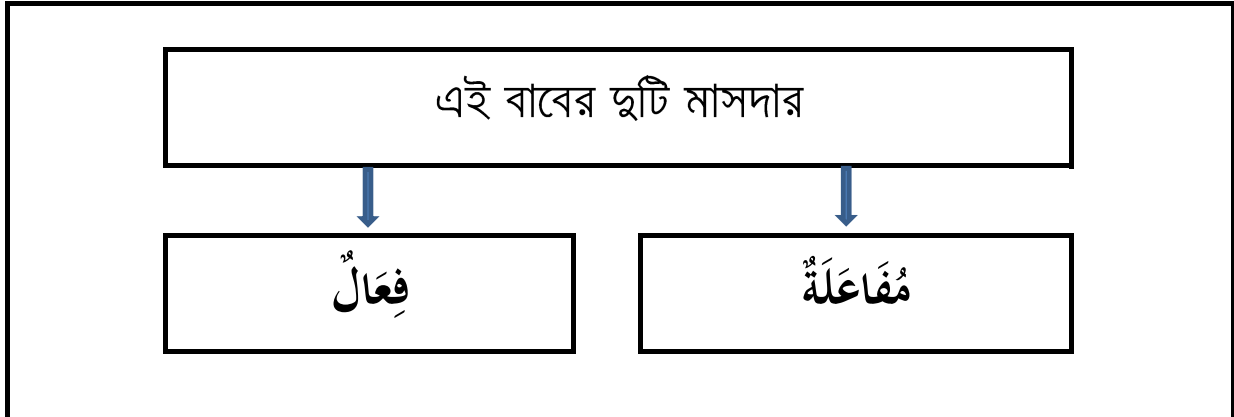 এই বাবের দুটি মাসদার
فِعَالٌ
مُفَاعَلَةٌ